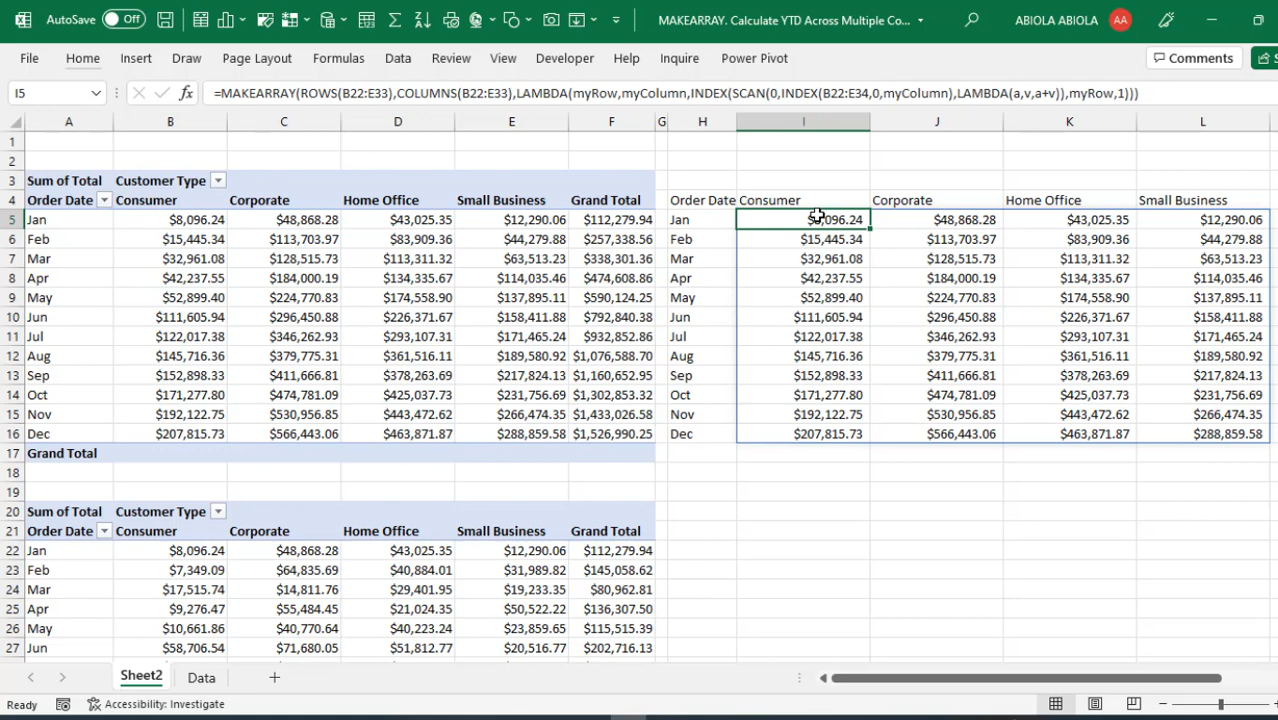 AutoSave Off MAKEARRAY. Calculate YTD Across Multiple Co... ABIOLA ABIOLA AA
File Home Insert Draw Page Layout Formulas Data Review View Developer Help Inquire Power Pivot Comments
I5 fx =MAKEARRAY(ROWS(B22:E33),COLUMNS(B22:E33),LAMBDA(myRow,myColumn,INDEX(SCAN(0,INDEX(B22:E34,0,myColumn),LAMBDA(a,v,a+v)),myRow,1)))
A B C D E F G H I J K L
1
2
3 Sum of Total Customer Type
4 Order Date Consumer Corporate Home Office Small Business Grand Total Order Date Consumer Corporate Home Office Small Business
5 Jan $8,096.24 $48,868.28 $43,025.35 $12,290.06 $112,279.94 Jan $8,096.24 $48,868.28 $43,025.35 $12,290.06
6 Feb $15,445.34 $113,703.97 $83,909.36 $44,279.88 $257,338.56 Feb $15,445.34 $113,703.97 $83,909.36 $44,279.88
7 Mar $32,961.08 $128,515.73 $113,311.32 $63,513.23 $338,301.36 Mar $32,961.08 $128,515.73 $113,311.32 $63,513.23
8 Apr $42,237.55 $184,000.19 $134,335.67 $114,035.46 $474,608.86 Apr $42,237.55 $184,000.19 $134,335.67 $114,035.46
9 May $52,899.40 $224,770.83 $174,558.90 $137,895.11 $590,124.25 May $52,899.40 $224,770.83 $174,558.90 $137,895.11
10 Jun $111,605.94 $296,450.88 $226,371.67 $158,411.88 $792,840.38 Jun $111,605.94 $296,450.88 $226,371.67 $158,411.88
11 Jul $122,017.38 $346,262.93 $293,107.31 $171,465.24 $932,852.86 Jul $122,017.38 $346,262.93 $293,107.31 $171,465.24
12 Aug $145,716.36 $379,775.31 $361,516.11 $189,580.92 $1,076,588.70 Aug $145,716.36 $379,775.31 $361,516.11 $189,580.92
13 Sep $152,898.33 $411,666.81 $378,263.69 $217,824.13 $1,160,652.95 Sep $152,898.33 $411,666.81 $378,263.69 $217,824.13
14 Oct $171,277.80 $474,781.09 $425,037.73 $231,756.69 $1,302,853.32 Oct $171,277.80 $474,781.09 $425,037.73 $231,756.69
15 Nov $192,122.75 $530,956.85 $443,472.62 $266,474.35 $1,433,026.58 Nov $192,122.75 $530,956.85 $443,472.62 $266,474.35
16 Dec $207,815.73 $566,443.06 $463,871.87 $288,859.58 $1,526,990.25 Dec $207,815.73 $566,443.06 $463,871.87 $288,859.58
17 Grand Total
18
19
20 Sum of Total Customer Type
21 Order Date Consumer Corporate Home Office Small Business Grand Total
22 Jan $8,096.24 $48,868.28 $43,025.35 $12,290.06 $112,279.94
23 Feb $7,349.09 $64,835.69 $40,884.01 $31,989.82 $145,058.62
24 Mar $17,515.74 $14,811.76 $29,401.95 $19,233.35 $80,962.81
25 Apr $9,276.47 $55,484.45 $21,024.35 $50,522.22 $136,307.50
26 May $10,661.86 $40,770.64 $40,223.24 $23,859.65 $115,515.39
27 Jun $58,706.54 $71,680.05 $51,812.77 $20,516.77 $202,716.13
Sheet2 Data
Ready Accessibility: Investigate